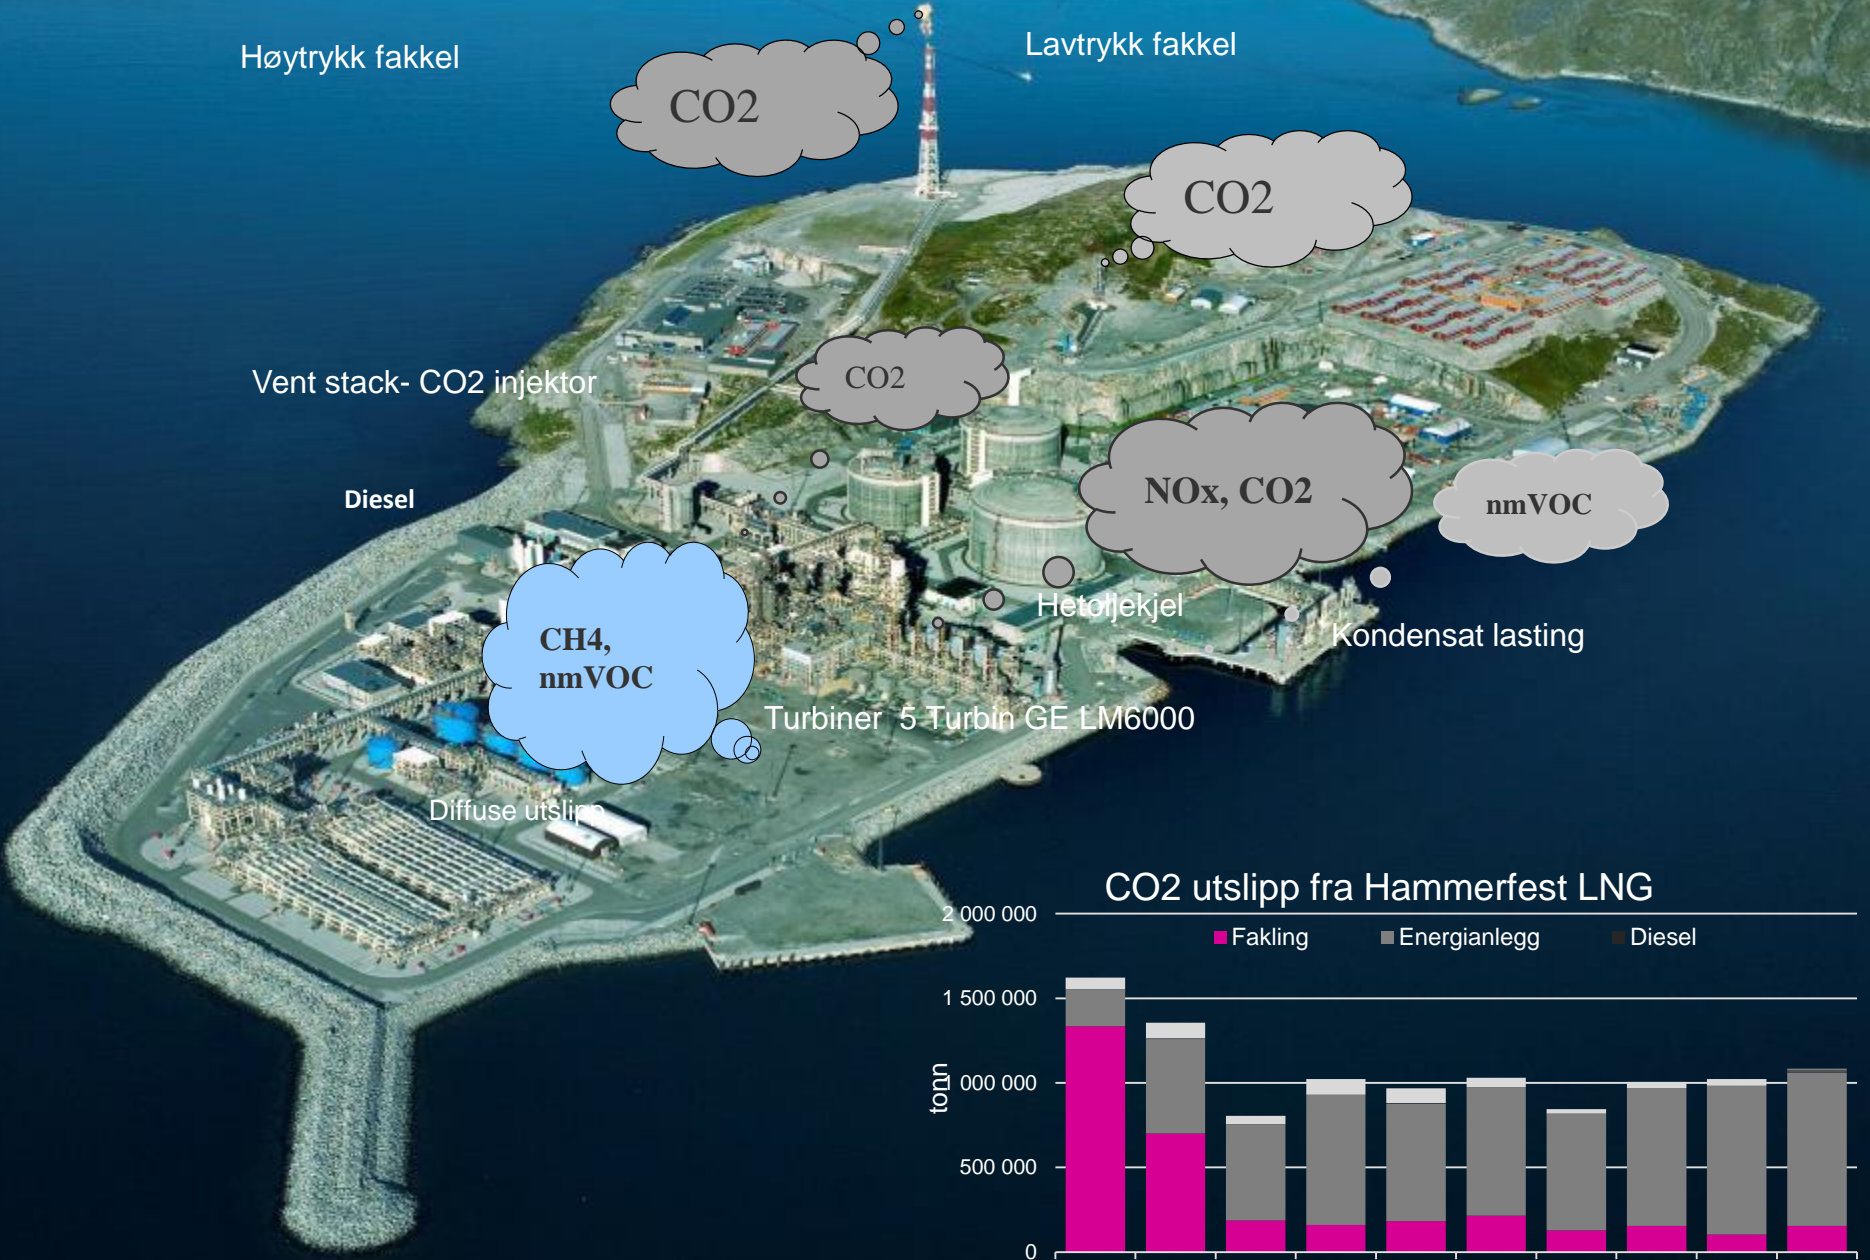 Høytrykk fakkel
Lavtrykk fakkel
CO2
CO2
Vent stack- CO2 injektor
CO2
Diesel
NOx, CO2
nmVOC
Hetoljekjel
Kondensat lasting
CH4,
nmVOC
Turbiner 5 Turbin GE LM6000
Diffuse utslipp
CO2 utslipp fra Hammerfest LNG
2 000 000
Fakling Energianlegg Diesel
1 500 000
tonn
000 000
500 000
0